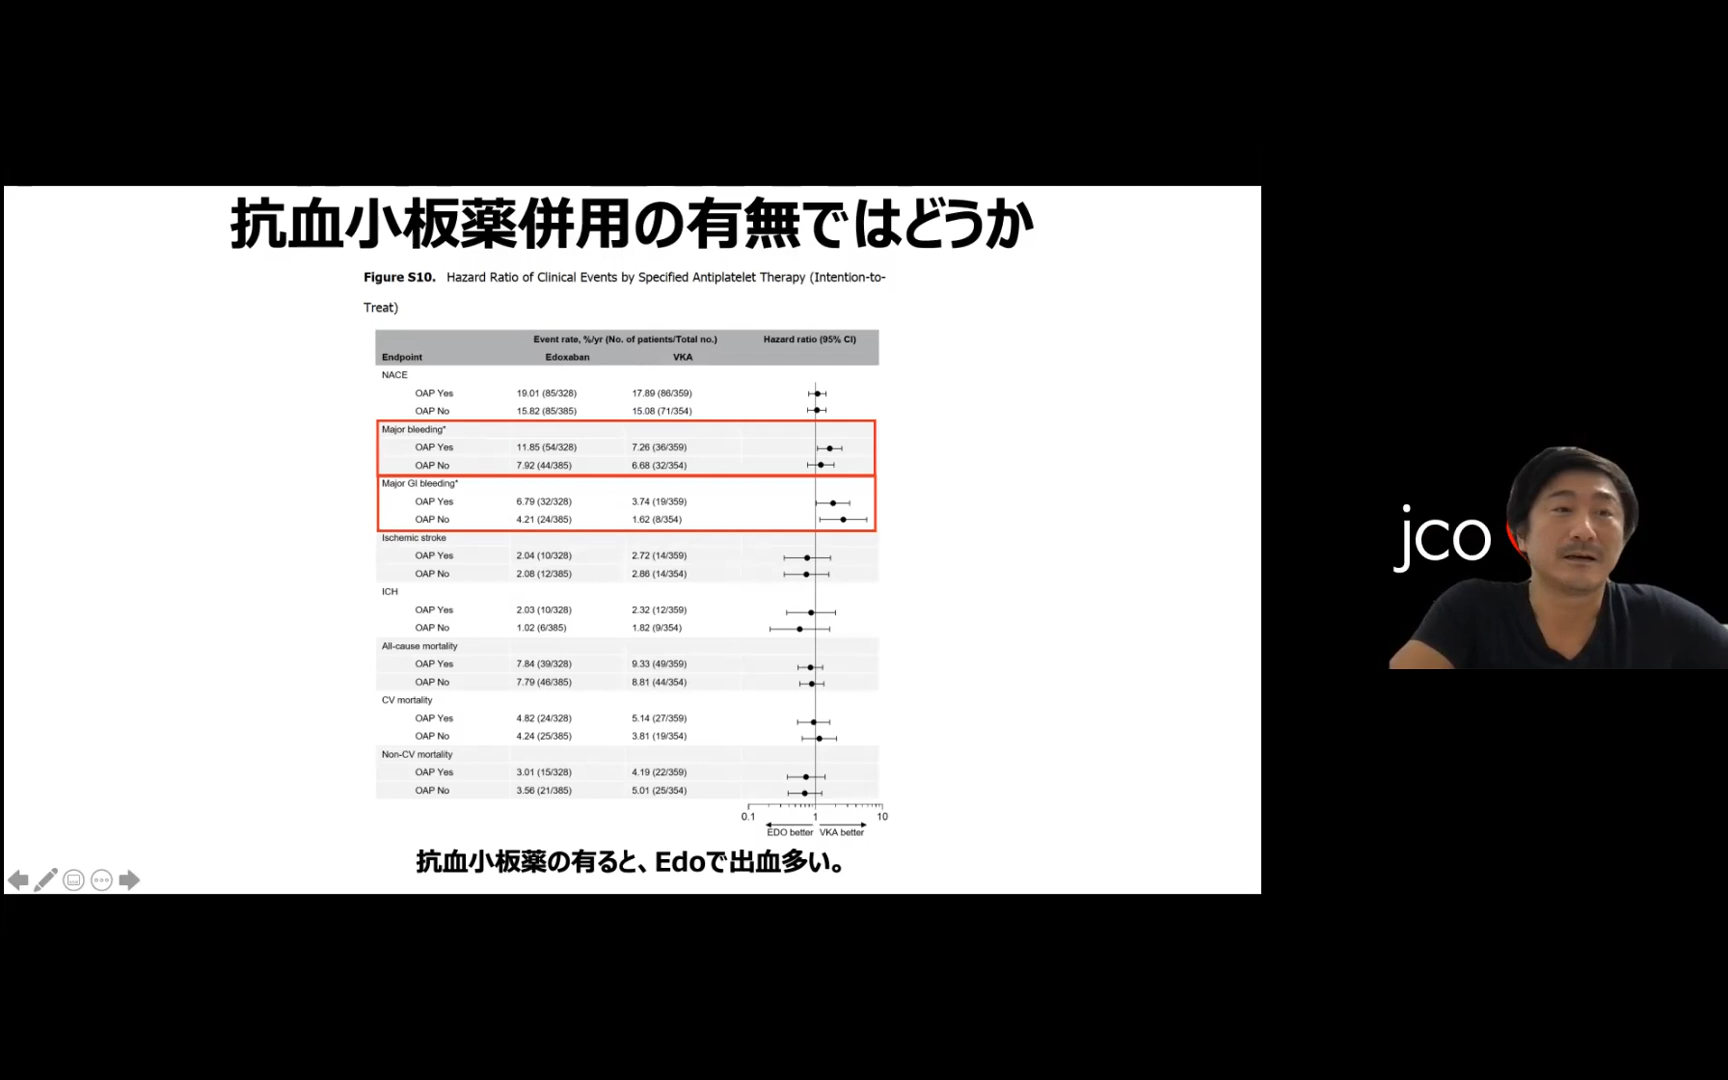 抗血小板薬併用の有無ではどうか
Figure S10. Hazard Ratio of Clinical Events by Specified Antiplatelet Therapy (Intention-to-
Treat)
Event rate, %/yr (No. of patients/Total no.) Hazard ratio (95% CI)
Endpoint Edoxaban VKA
NACE
OAP Yes 19.01 (85/328) 17.89 (86/359)
OAP No 15.82 (85/385) 15.08 (71/354)
Major bleeding*
OAP Yes 11.85 (54/328) 7.26 (36/359)
OAP No 7.92 (44/385) 6.68 (32/354)
Major GI bleeding*
OAP Yes 6.79 (32/328) 3.74 (19/359)
OAP No 4.21 (24/385) 1.62 (8/354)
Ischemic stroke
OAP Yes 2.04 (10/328) 2.72 (14/359)
OAP No 2.08 (12/385) 2.86 (14/354)
ICH
OAP Yes 2.03 (10/328) 2.32 (12/359)
OAP No 1.02 (6/385) 1.82 (9/354)
All-cause mortality
OAP Yes 7.84 (39/328) 9.33 (49/359)
OAP No 7.79 (46/385) 8.81 (44/354)
CV mortality
OAP Yes 4.82 (24/328) 5.14 (27/359)
OAP No 4.24 (25/385) 3.81 (19/354)
Non-CV mortality
OAP Yes 3.01 (15/328) 4.19 (22/359)
OAP No 3.56 (21/385) 5.01 (25/354)
0.1 1 10
EDO better VKA better
抗血小板薬の有ると、Edoで出血多い。
jco